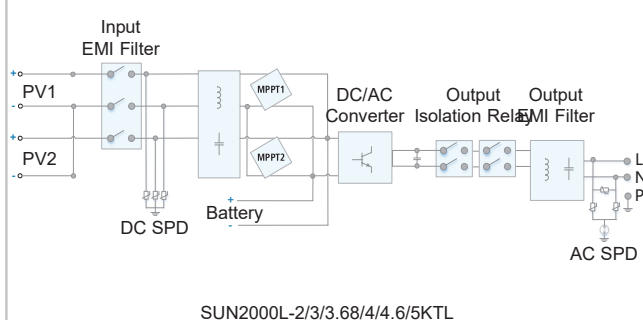 Input
EMI Filter
+
PV1
-
+
PV2
-
DC SPD
MPPT1
MPPT2
Battery
+
-
DC/AC
Converter
Output
Isolation Relay
Output
EMI Filter
L
N
P
AC SPD
SUN2000L-2/3/3.68/4/4.6/5KTL